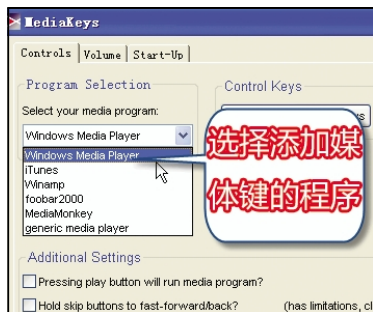 MediaKeys
Controls Volume Start-Up
Program Selection
Control Keys
Select your media program:
Windows Media Player
Windows Media Player
iTunes
Winamp
foobar2000
MediaMonkey
generic media player
选择添加媒
体键的程序
Additional Settings
Pressing play button will run media program?
Hold skip buttons to fast-forward/back? (has limitations, cl